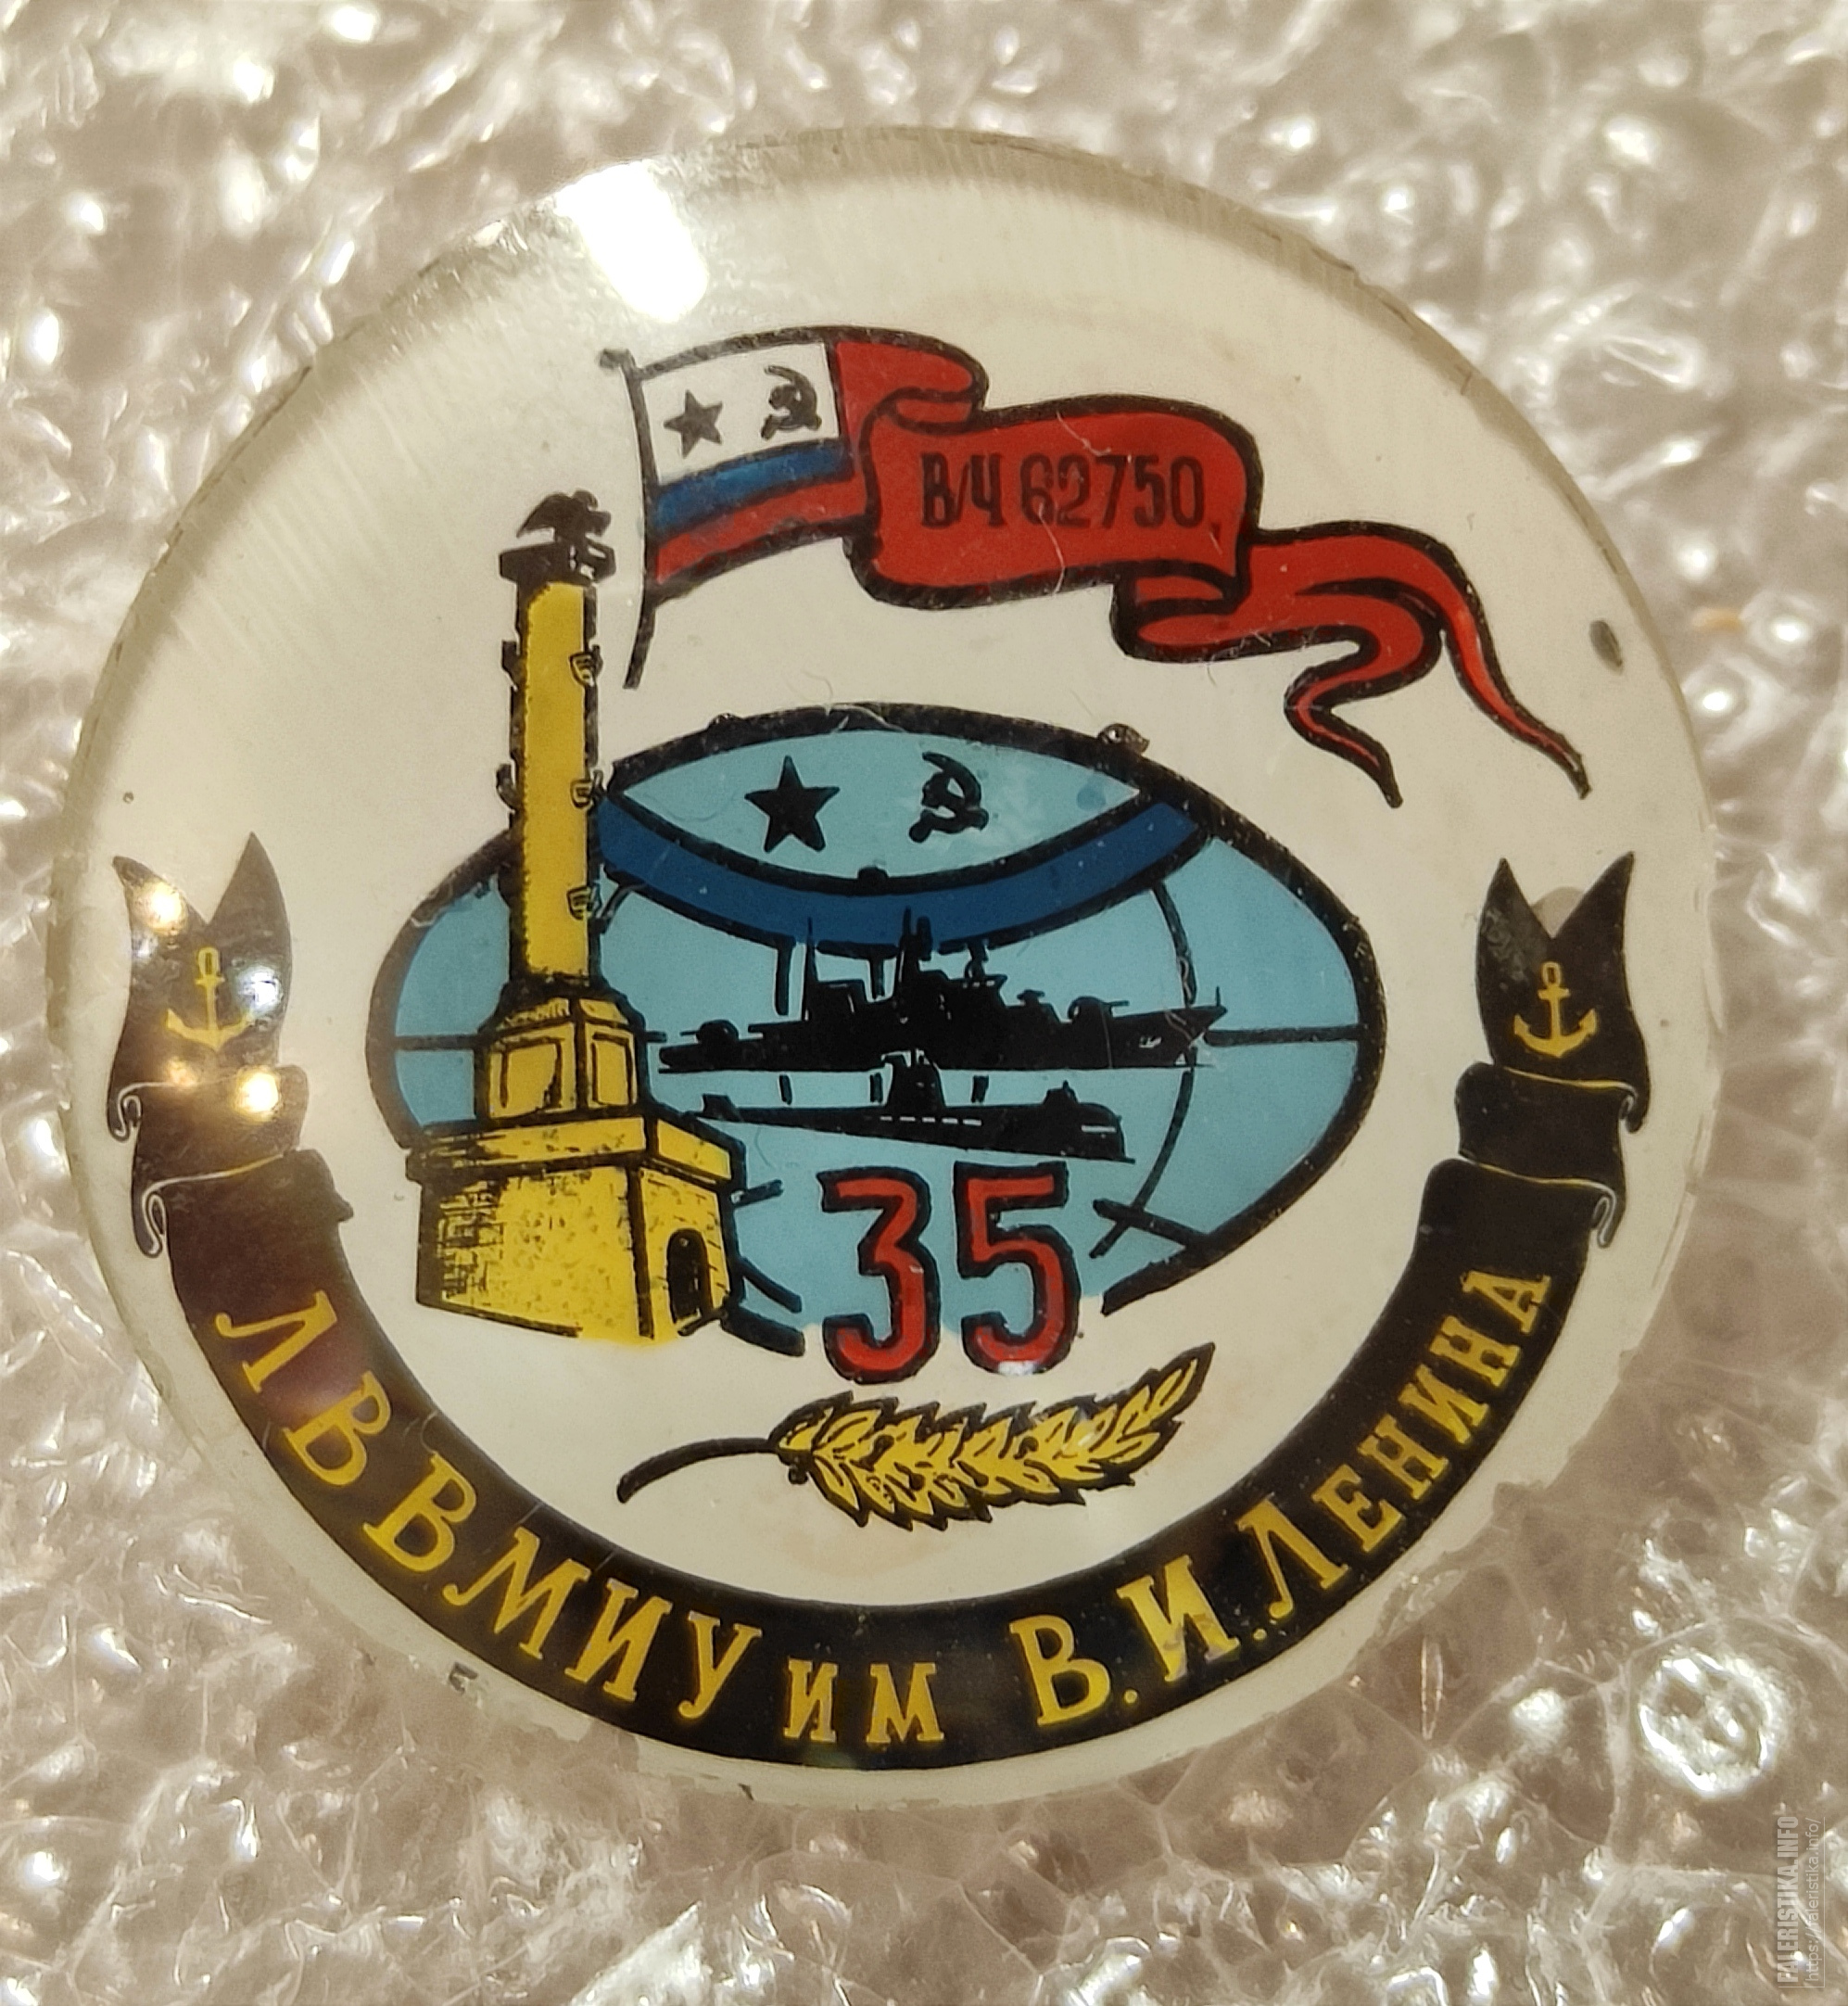 В/Ч 62750
35
ЛВВМИУ им В.И.ЛЕНИНА
FALERISTIKA.INFO
https://faleristika.info/